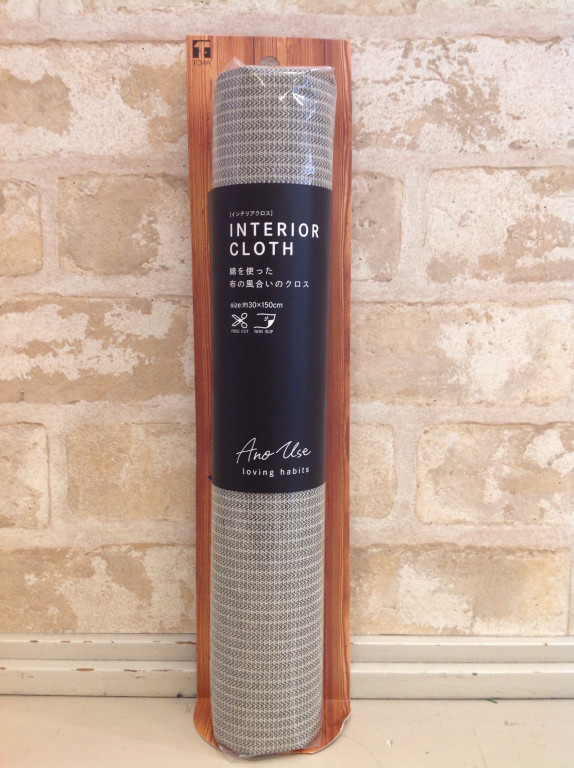 TOWA
[インテリアクロス]
INTERIOR
CLOTH
綿を使った
布の風合いのクロス
size:約30×150cm
FREE CUT NON SLIP
Ano Use
loving habits